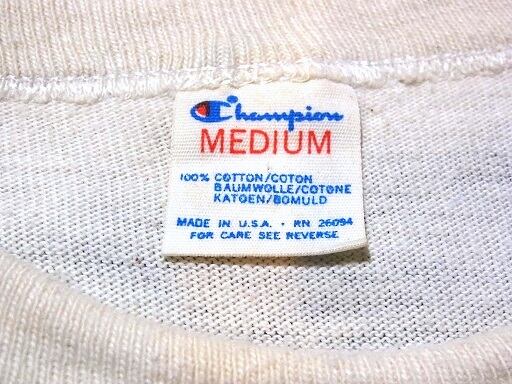 Champion
MEDIUM
100% COTTON/COTON
BAUMWOLLE/COTONE
KATOEN/BOMULD
MADE IN U.S.A. · RN 26094
FOR CARE SEE REVERSE